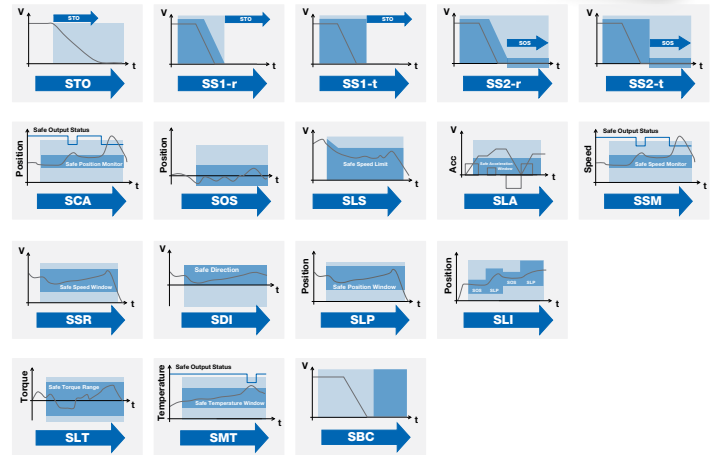 V
STO
t
STO
V
STO
t
SS1-r
V
STO
t
SS1-t
V
SOS
t
SS2-r
V
SOS
t
SS2-t
Safe Output Status
Position
Safe Position Monitor
t
SCA
Position
t
SOS
V
Safe Speed Limit
t
SLS
Acc
Safe Acceleration
Window
t
SLA
Safe Output Status
Speed
Safe Speed Monitor
t
SSM
V
Safe Speed Window
t
SSR
V
Safe Direction
t
SDI
Position
Safe Position Window
t
SLP
Position
SOS SLP SOS SLP
t
SLI
Torque
Safe Torque Range
t
SLT
Safe Output Status
Temperature
Safe Temperature Window
t
SMT
V
t
SBC